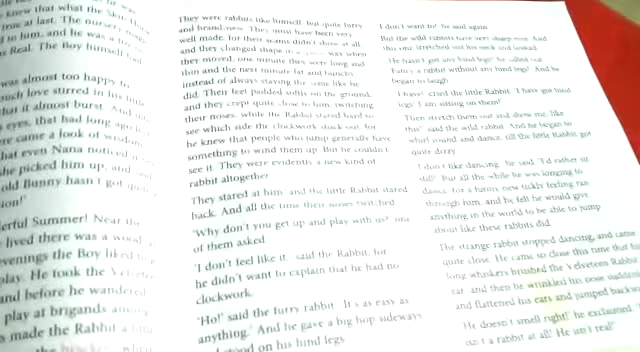 knew that what the Skin
true at last. The nursery
to him, and he was a
Real. The Boy himself had
was almost too happy to
much love stirred in his little
that it almost burst. And
eyes, that had long ago
there came a look of wisdom
that even Nana noticed it
she picked him up, and
old Bunny hasn't got quite
Summer! Near the
lived there was a wood
evenings the Boy liked to
play. He took the Velveteen
and before he wandered
play at brigands among
made the Rabbit a little
the
They were rabbits like himself, but quite furry
and brand-new. They must have been very
well made, for their seams didn't show at all
and they changed shape in a queer way when
they moved, one minute they were long and
thin and the next minute fat and bunchy
instead of always staying the same like he
did. Their feet padded softly on the ground,
and they crept quite close to him, twitching
their noses, while the Rabbit stared hard to
see which side the clockwork stuck out, for
he knew that people who jump generally have
something to wind them up. But he couldn't
see it. They were evidently a new kind of
rabbit altogether
They stared at him, and the little Rabbit stared
back. And all the time their noses twitched
'Why don't you get up and play with us?' one
of them asked
'I don't feel like it,' said the Rabbit, for
he didn't want to explain that he had no
clockwork
'Ho!' said the furry rabbit. 'It's as easy as
anything.' And he gave a big hop sideways
and stood on his hind legs
'I don't want to!' he said again
But the wild rabbits have very sharp eyes. And
this one stretched out his neck and looked
'He hasn't got any hind legs!' he called out
'Fancy a rabbit without any hind legs!' And he
began to laugh
'I have!' cried the little Rabbit. 'I have got hind
legs! I am sitting on them!'
'Then stretch them out and show me, like
this!' said the wild rabbit. And he began to
whirl round and dance, till the little Rabbit got
quite dizzy
'I don't like dancing,' he said. 'I'd rather sit
still!' But all the while he was longing to
dance, for a funny new tickly feeling ran
through him, and he felt he would give
anything in the world to be able to jump
about like these rabbits did
The strange rabbit stopped dancing, and came
quite close. He came so close this time that his
long whiskers brushed the Velveteen Rabbit's
ear, and then he wrinkled his nose suddenly
and flattened his ears and jumped backwards
'He doesn't smell right!' he exclaimed.
isn't a rabbit at all! He isn't real!'